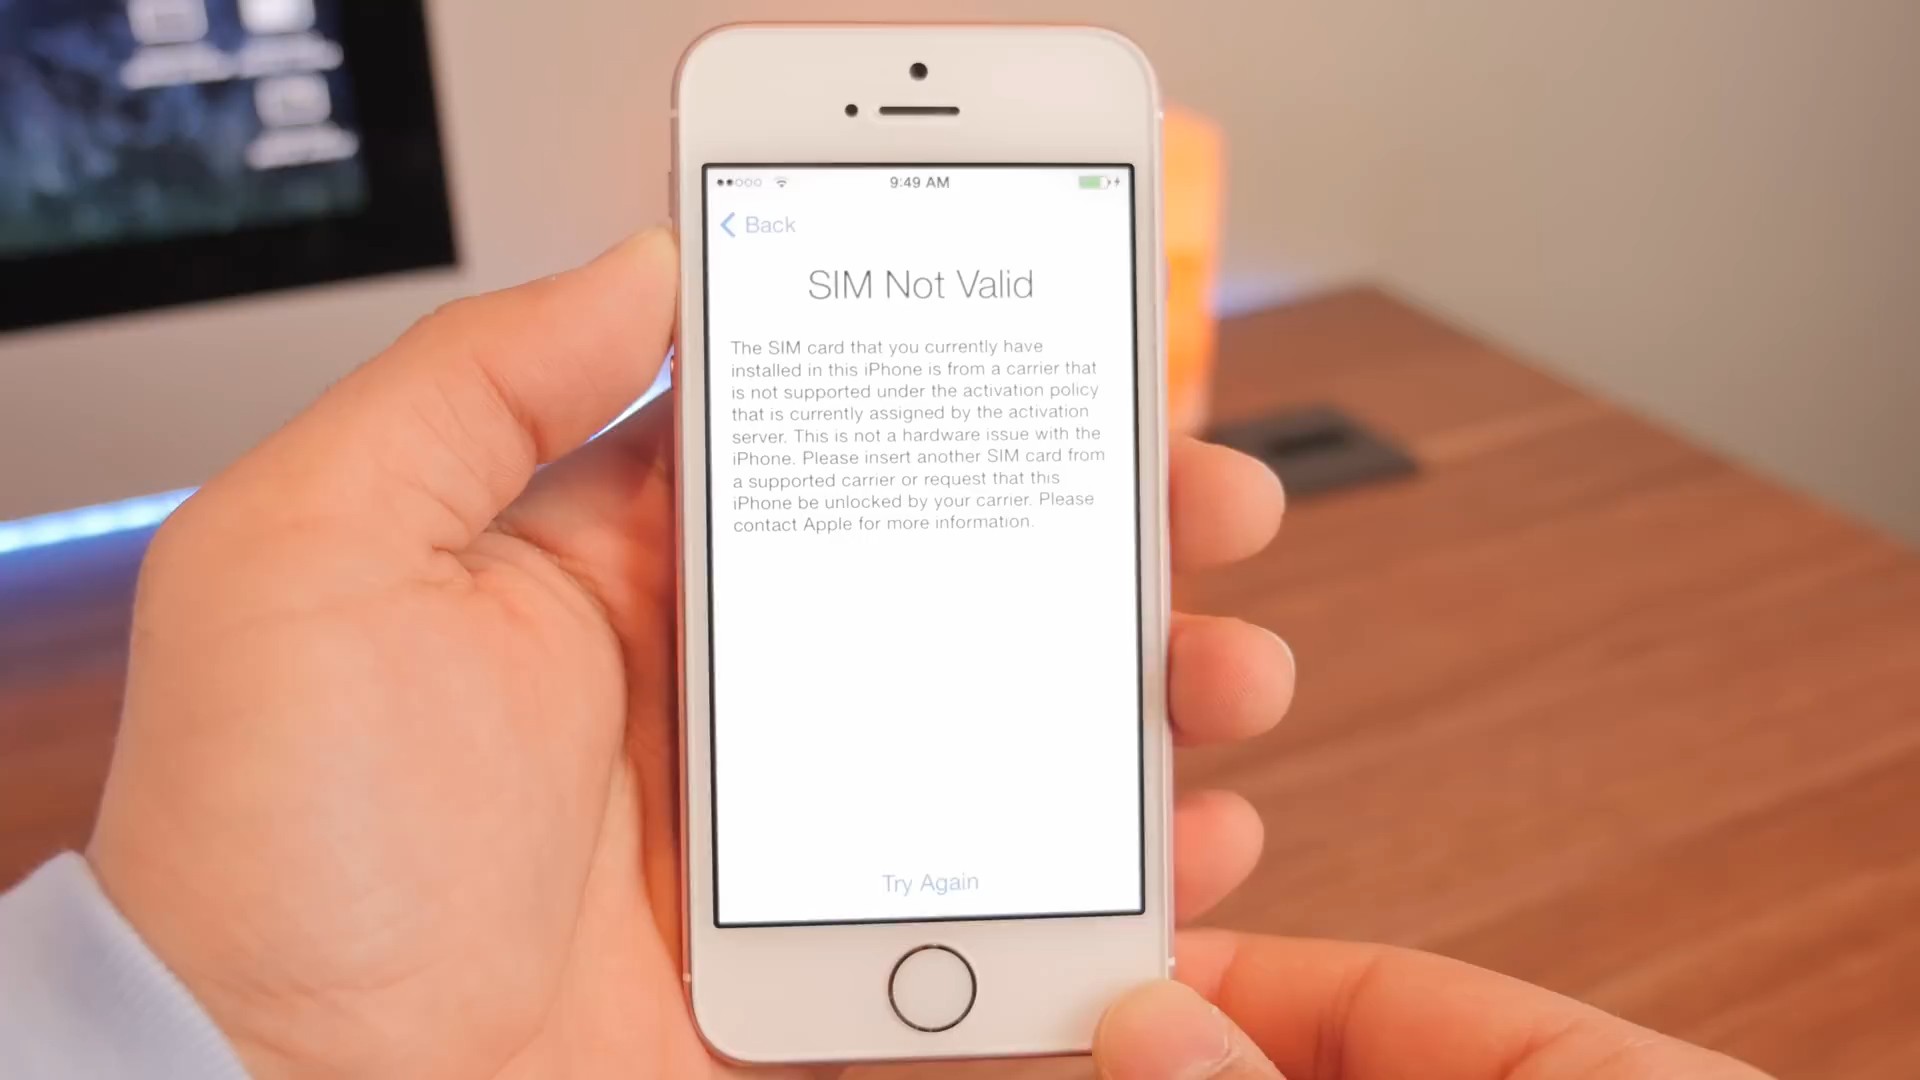 9:49 AM
Back
SIM Not Valid
The SIM card that you currently have
installed in this iPhone is from a carrier that
is not supported under the activation policy
that is currently assigned by the activation
server. This is not a hardware issue with the
iPhone. Please insert another SIM card from
a supported carrier or request that this
iPhone be unlocked by your carrier. Please
contact Apple for more information.
Try Again